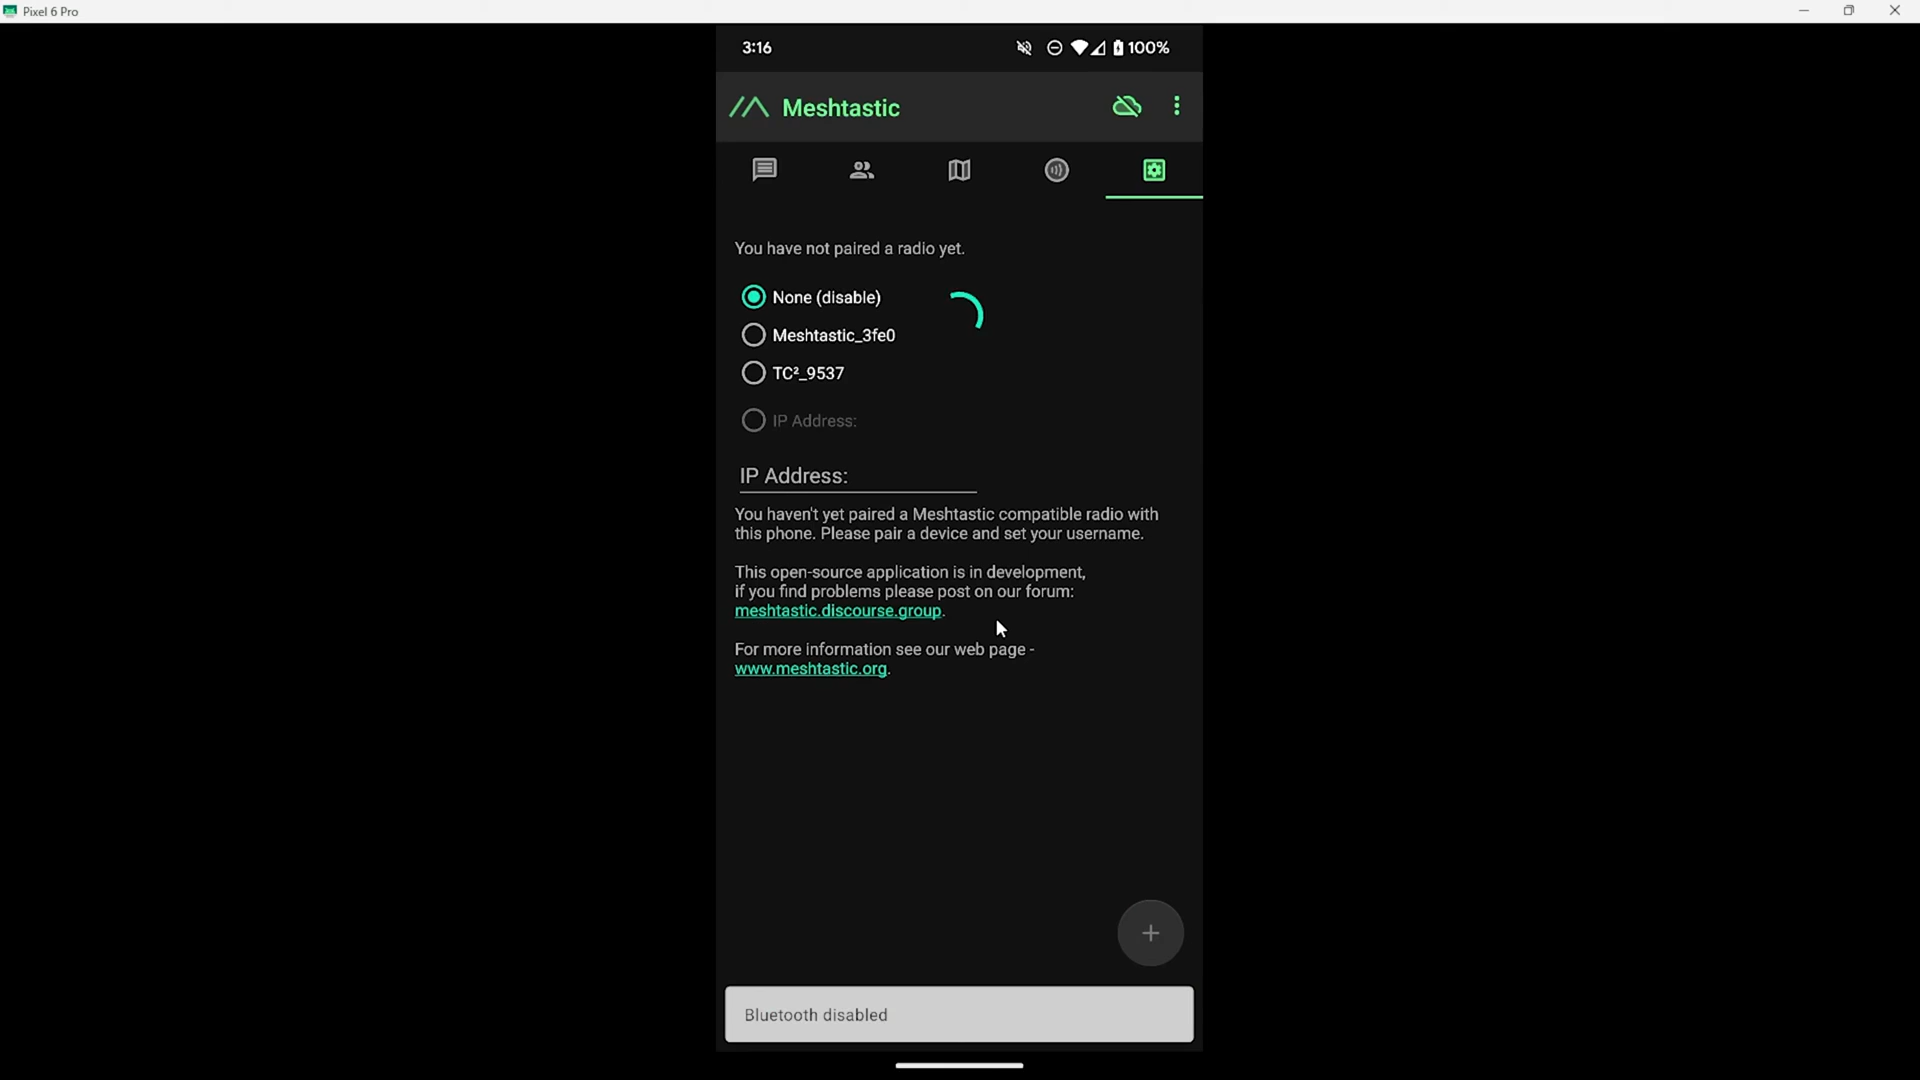 Pixel 6 Pro
3:16
100%
Meshtastic
You have not paired a radio yet.
None (disable)
Meshtastic_3fe0
TC²_9537
IP Address:
IP Address:
You haven't yet paired a Meshtastic compatible radio with
this phone. Please pair a device and set your username.
This open-source application is in development,
if you find problems please post on our forum:
meshtastic.discourse.group.
For more information see our web page -
www.meshtastic.org.
Bluetooth disabled